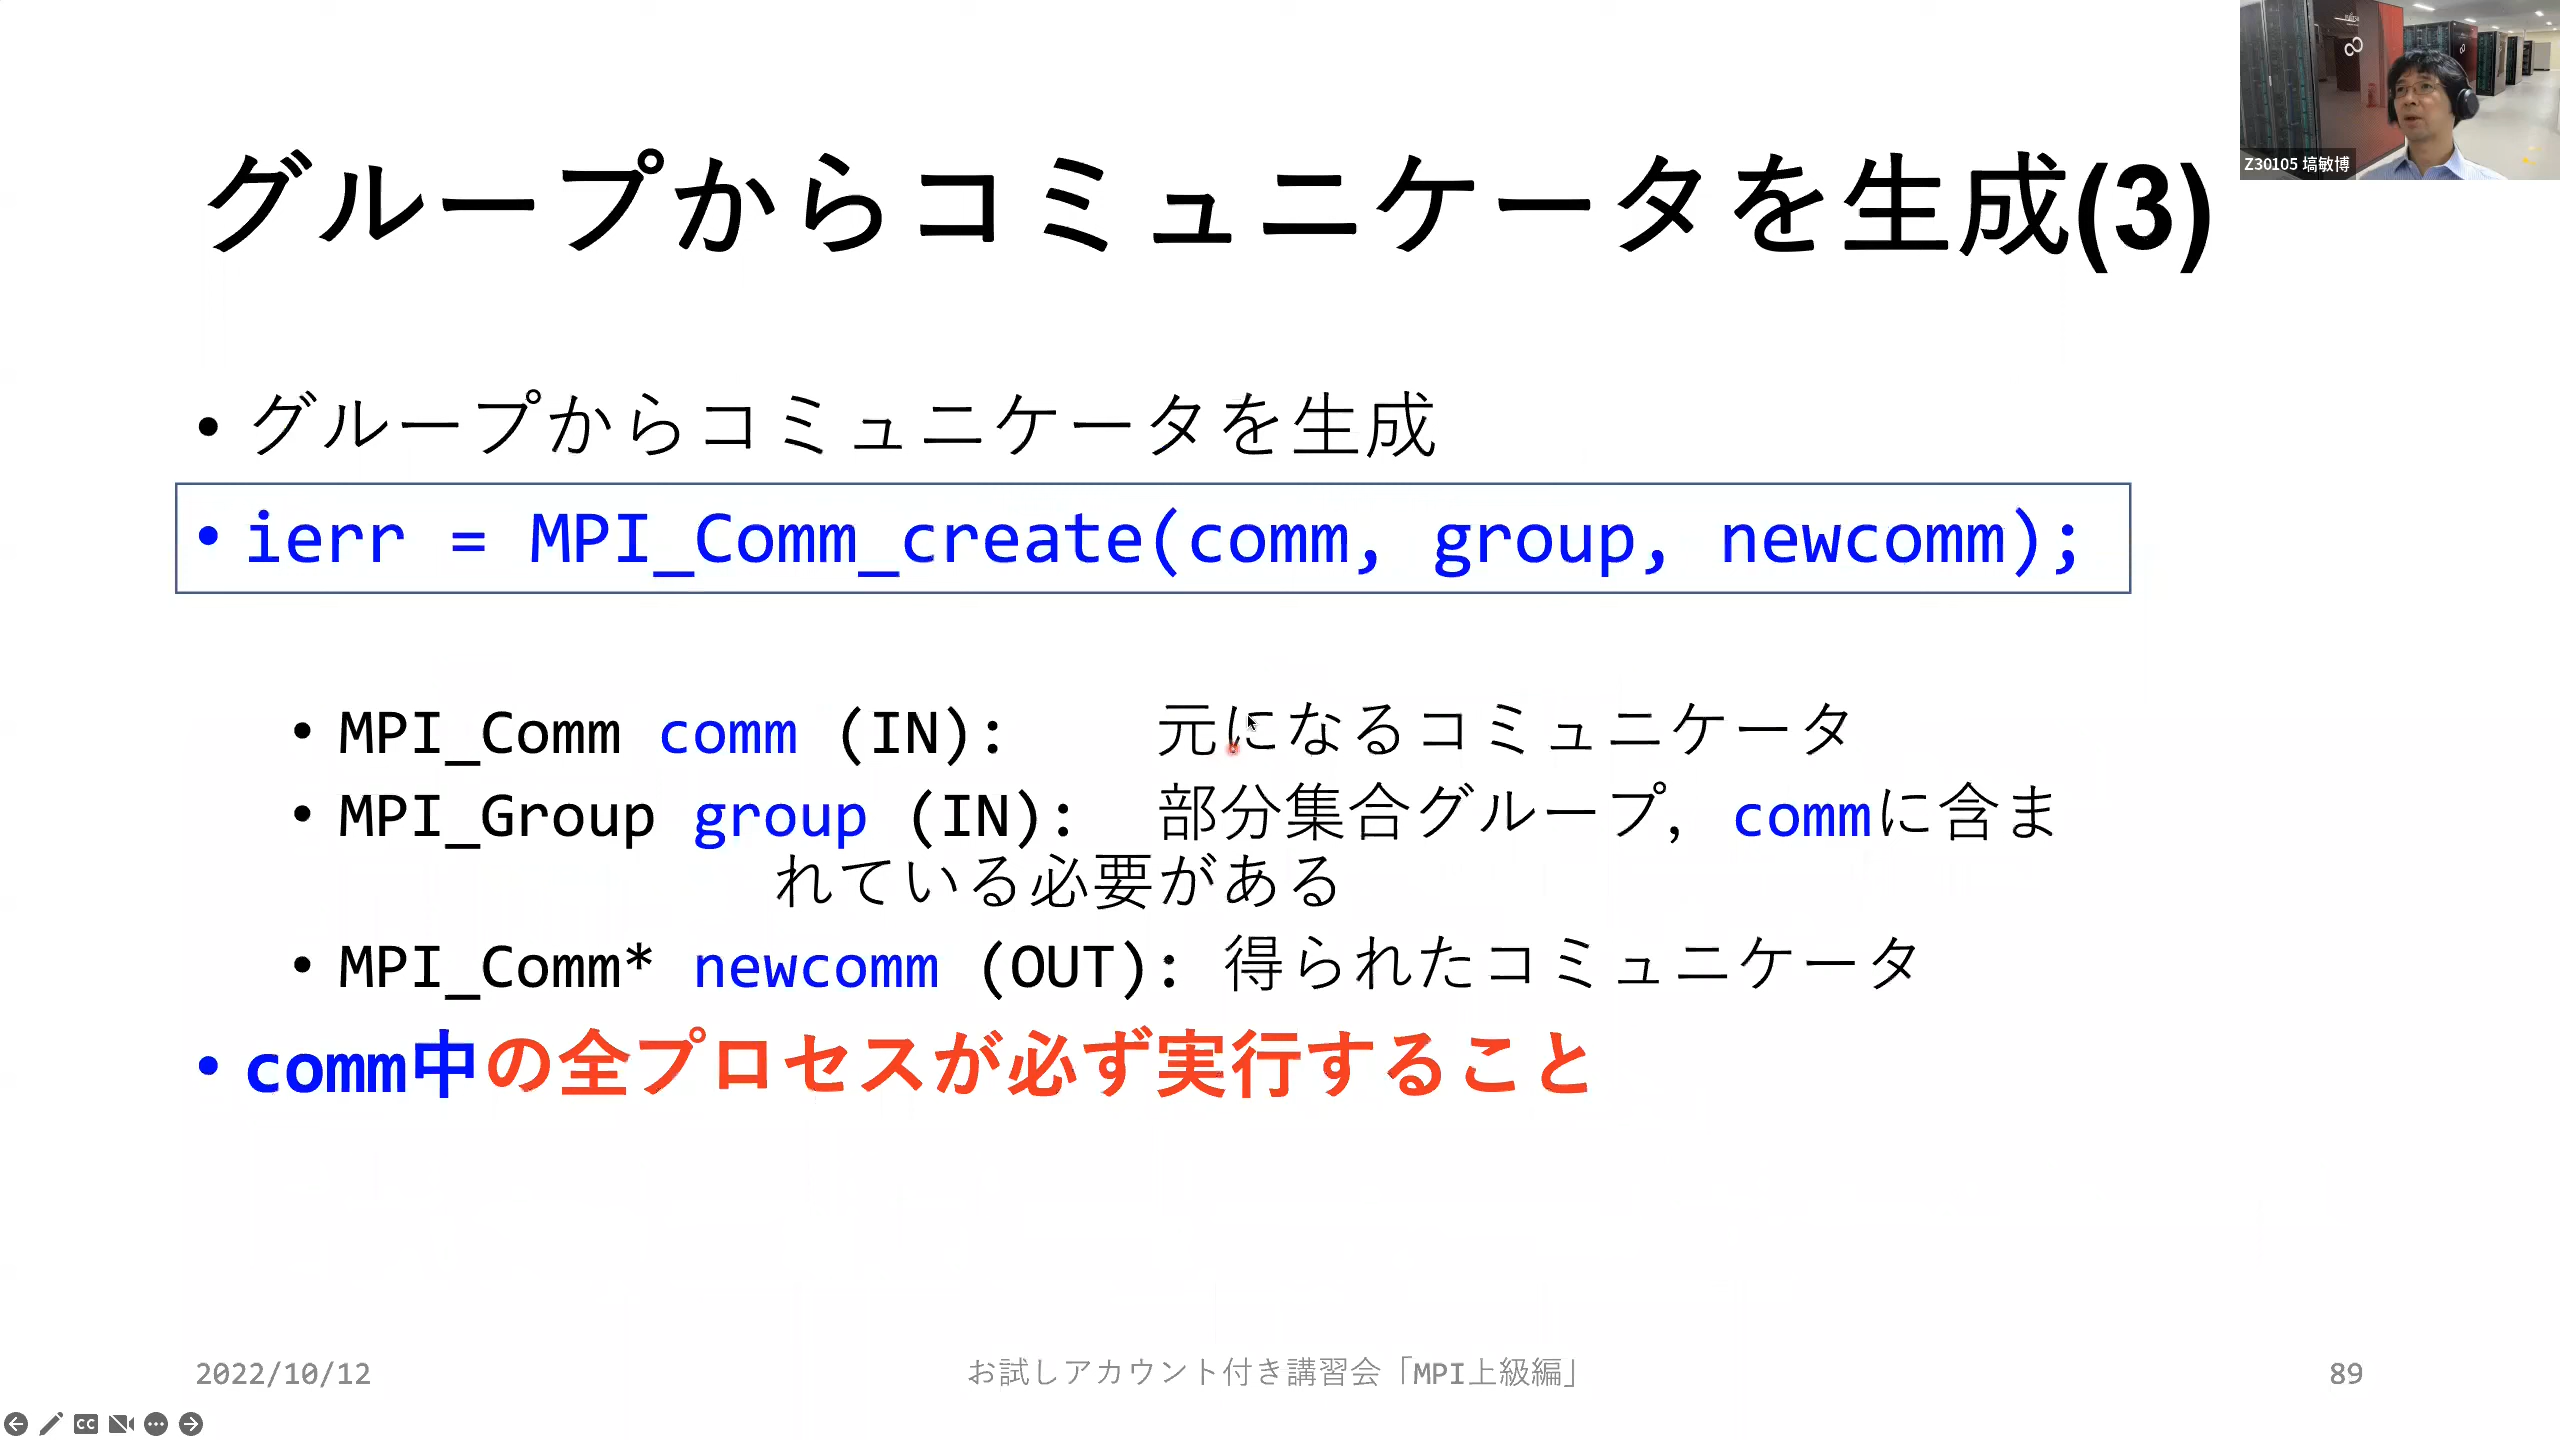 グループからコミュニケータを生成(3)
Z30105 塙敏博
• グループからコミュニケータを生成
• ierr = MPI_Comm_create(comm, group, newcomm);
• MPI_Comm comm (IN): 元になるコミュニケータ
• MPI_Group group (IN): 部分集合グループ, commに含ま
れている必要がある
• MPI_Comm* newcomm (OUT): 得られたコミュニケータ
• comm中の全プロセスが必ず実行すること
2022/10/12
お試しアカウント付き講習会「MPI上級編」
89
CC